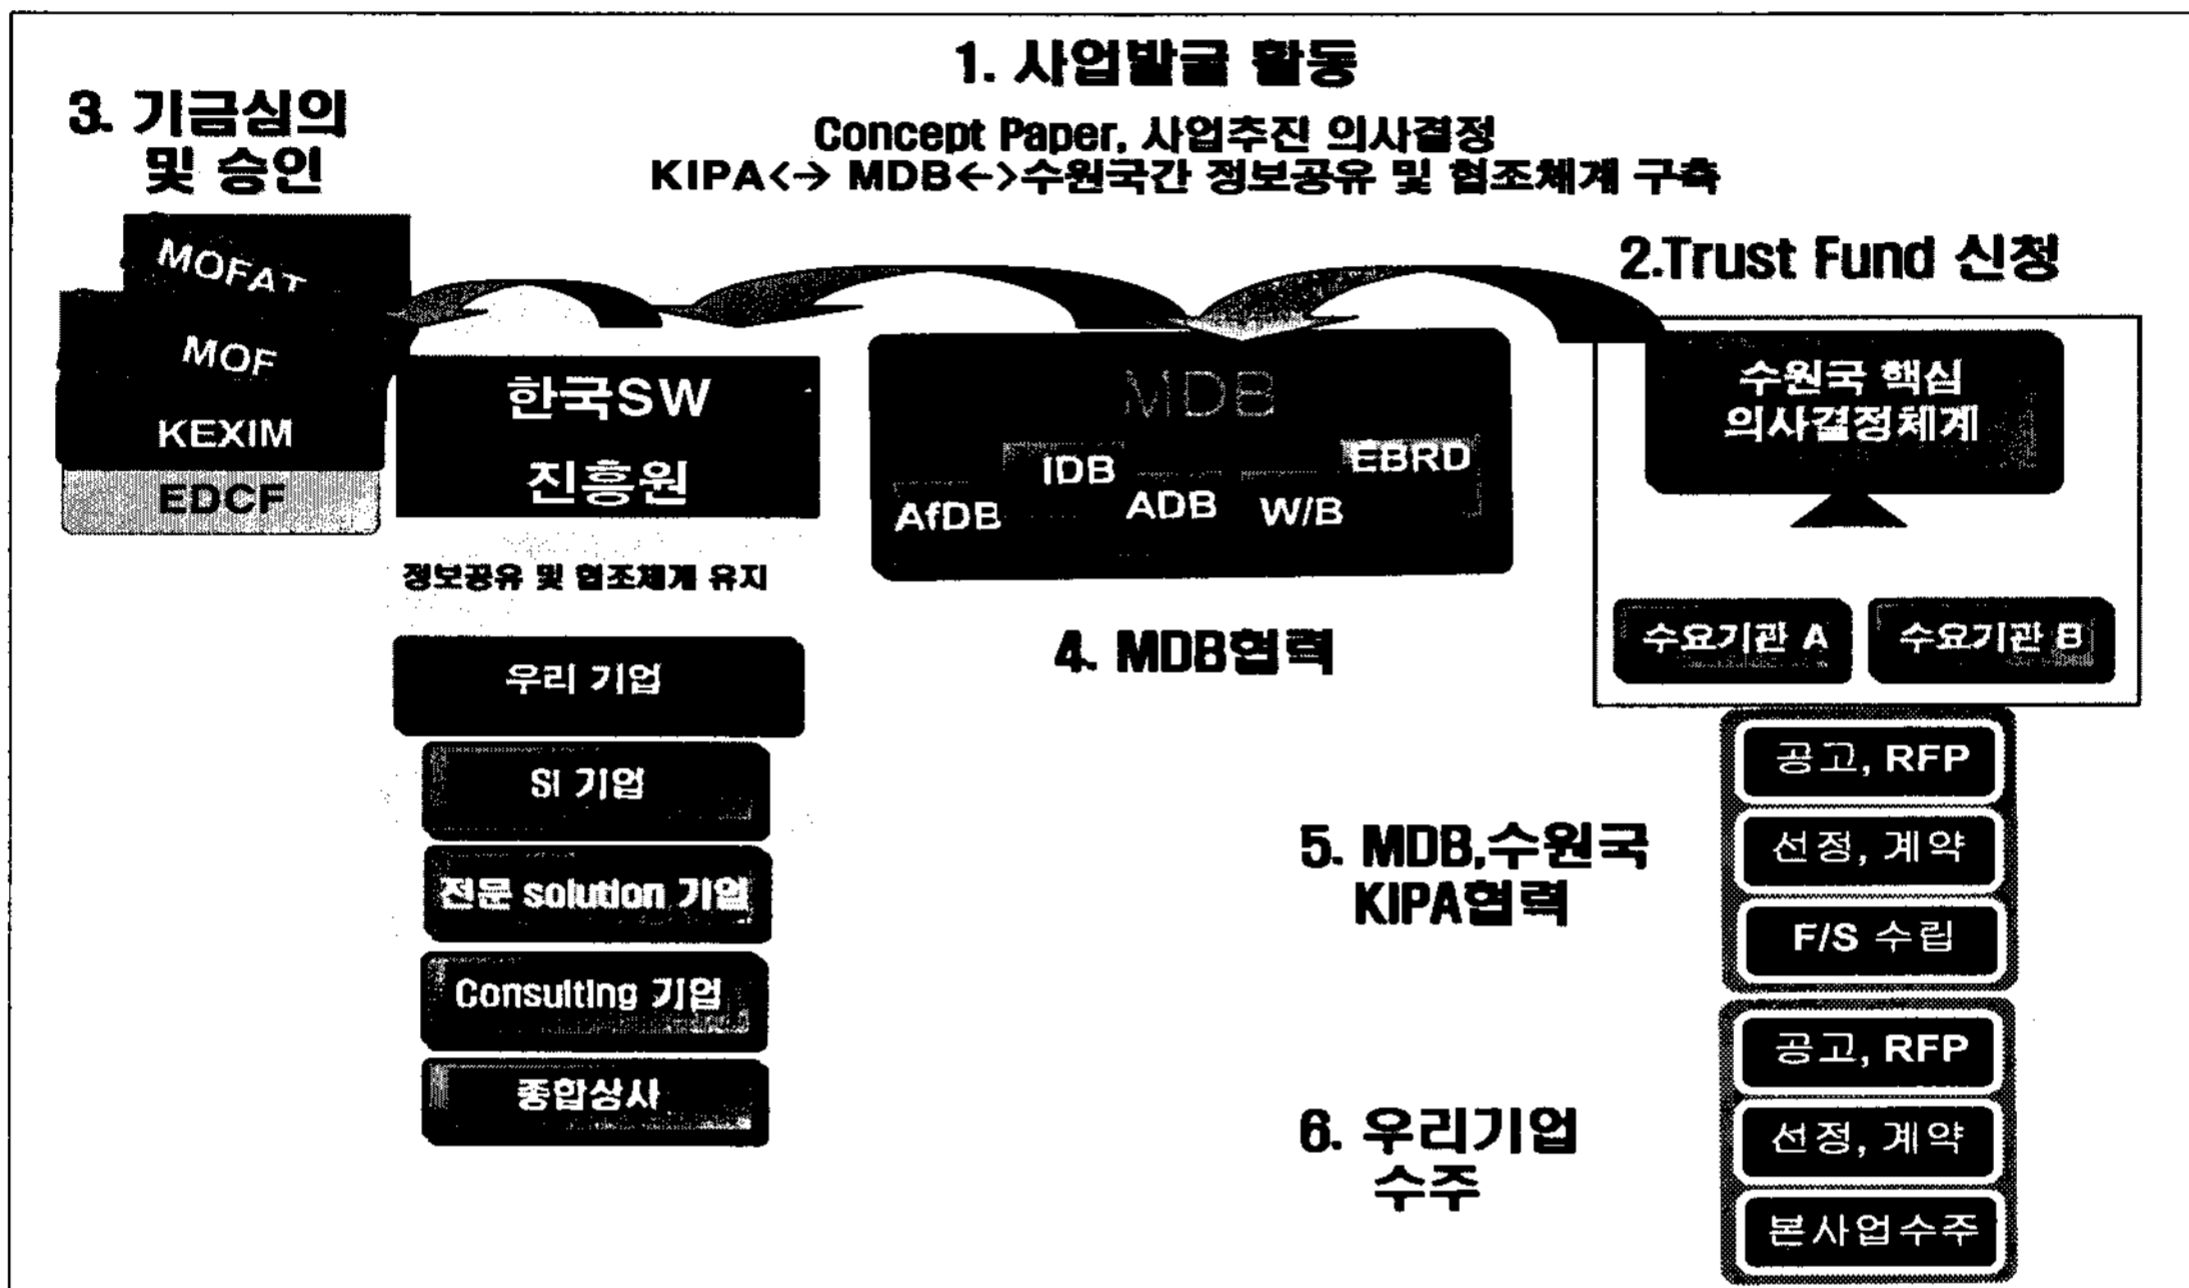 1. 사업발굴 활동
Concept Paper, 사업추진 의사결정
KIPA<-> MDB<->수원국간 정보공유 및 협조체계 구축
3. 기금심의
및 승인
2.Trust Fund 신청
MOFAT
MOF
KEXIM
EDCF
한국SW
진흥원
MDB
IDB
EBRD
AfDB
ADB
W/B
수원국 핵심
의사결정체계
정보공유 및 협조체계 유지
수요기관 A
수요기관 B
4. MDB협력
우리 기업
SI 기업
전문 solution 기업
Consulting 기업
종합상사
공고, RFP
선정, 계약
F/S 수립
5. MDB,수원국
KIPA협력
공고, RFP
선정, 계약
본사업수주
6. 우리기업
수주